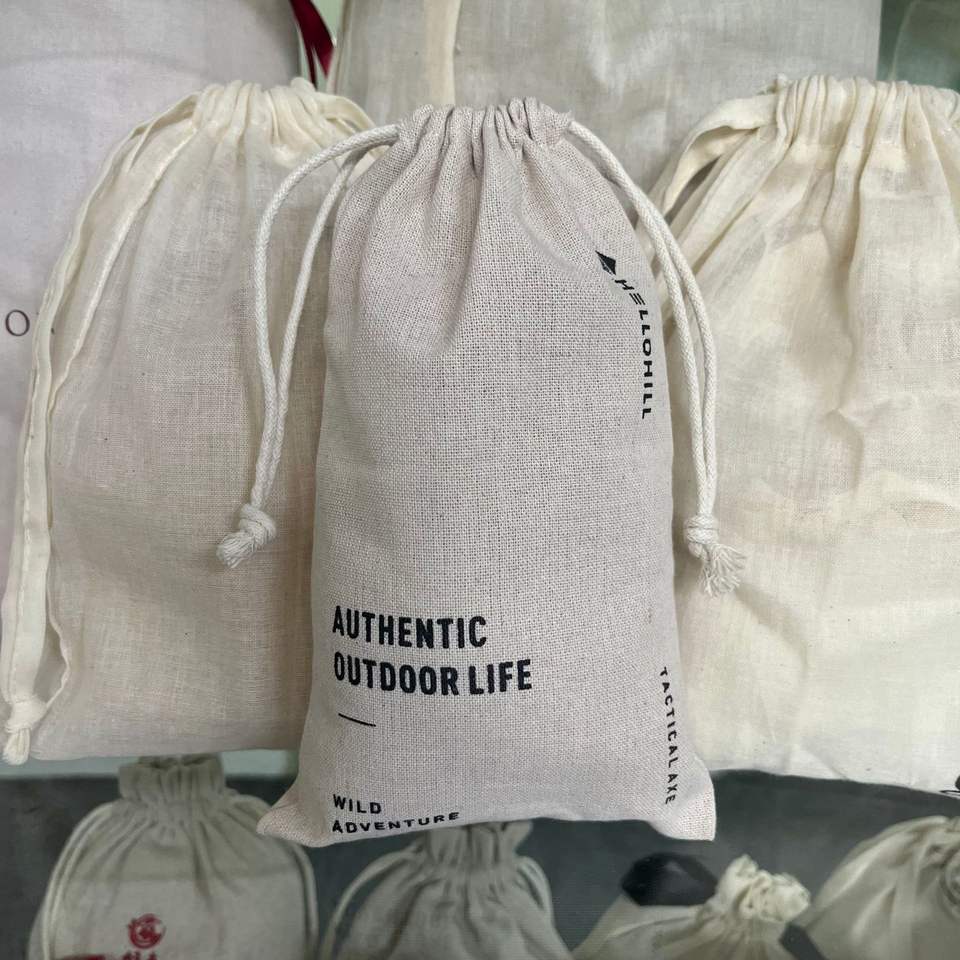 HELLOHILL
AUTHENTIC
OUTDOOR LIFE
TACTICAL AXE
WILD
ADVENTURE